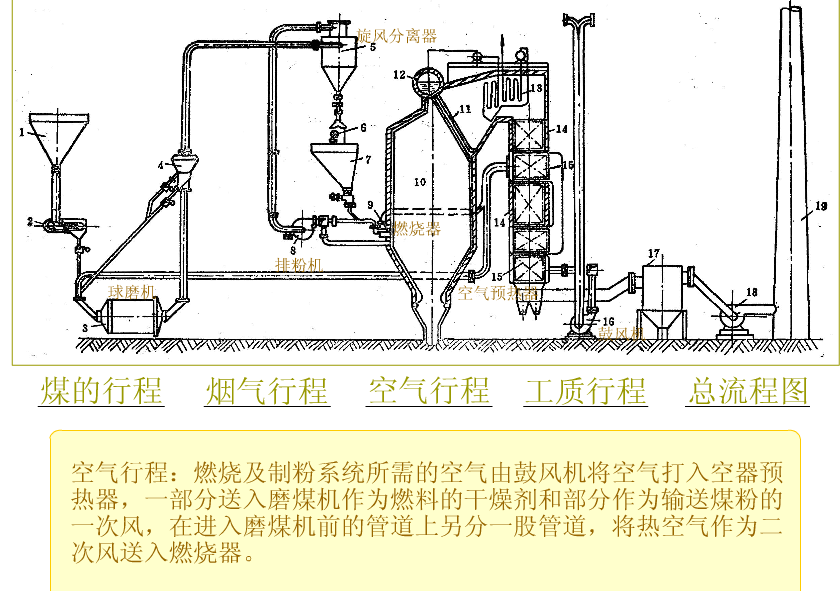 旋风分离器
5
12
13
11
1
6
14
4
7
15
10
9
2
14
燃烧器
19
8
17
排粉机
15
空气预热器
球磨机
18
3
16
鼓风机
煤的行程 烟气行程 空气行程 工质行程 总流程图
空气行程：燃烧及制粉系统所需的空气由鼓风机将空气打入空器预
热器，一部分送入磨煤机作为燃料的干燥剂和部分作为输送煤粉的
一次风，在进入磨煤机前的管道上另分一股管道，将热空气作为二
次风送入燃烧器。